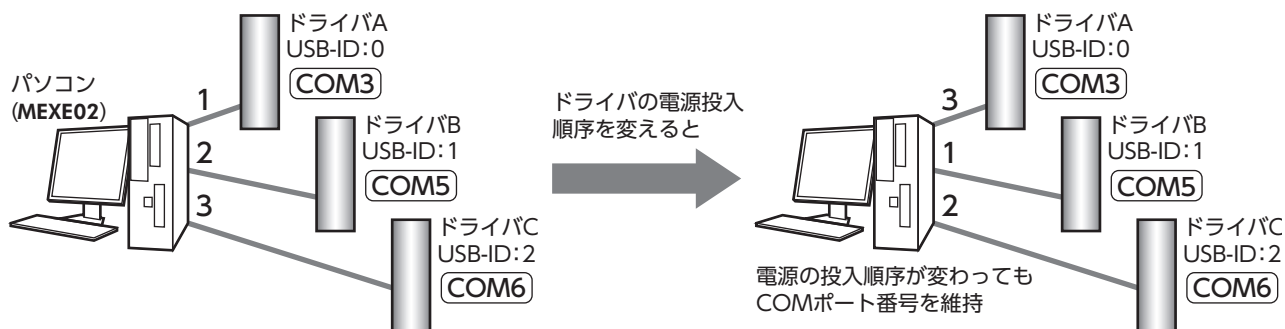 パソコン
(MEXE02)
1
2
3
ドライバA
USB-ID:0
COM3
ドライバB
USB-ID:1
COM5
ドライバC
USB-ID:2
COM6
ドライバの電源投入
順序を変えると
3
1
2
ドライバA
USB-ID:0
COM3
ドライバB
USB-ID:1
COM5
ドライバC
USB-ID:2
COM6
電源の投入順序が変わっても
COMポート番号を維持